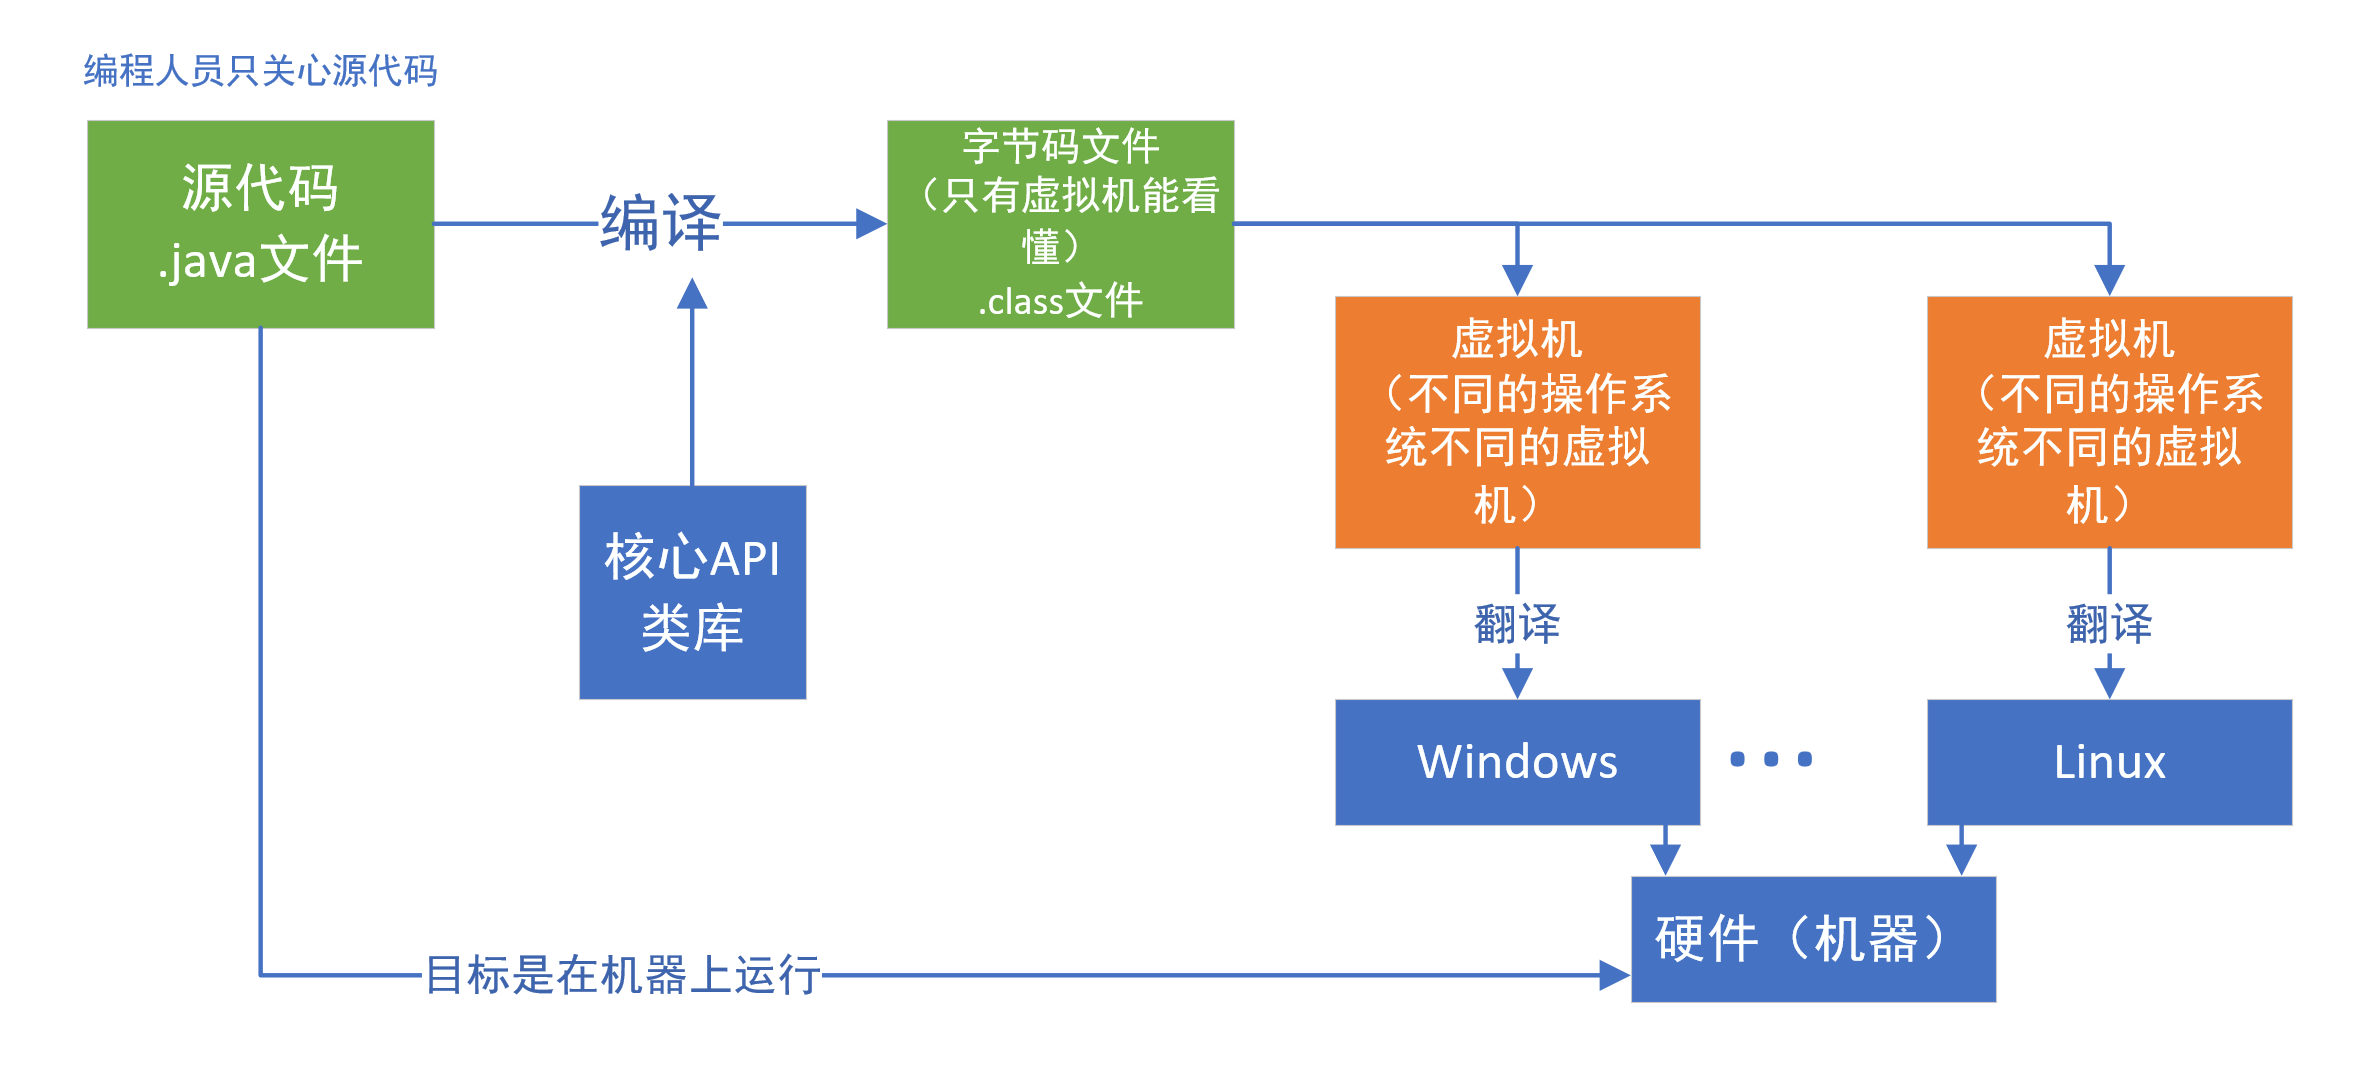 编程人员只关心源代码
源代码
.java文件
编译
字节码文件
（只有虚拟机能看
懂）
.class文件
虚拟机
（不同的操作系
统不同的虚拟
机）
虚拟机
（不同的操作系
统不同的虚拟
机）
核心API
类库
翻译
翻译
Windows
...
Linux
硬件（机器）
目标是在机器上运行